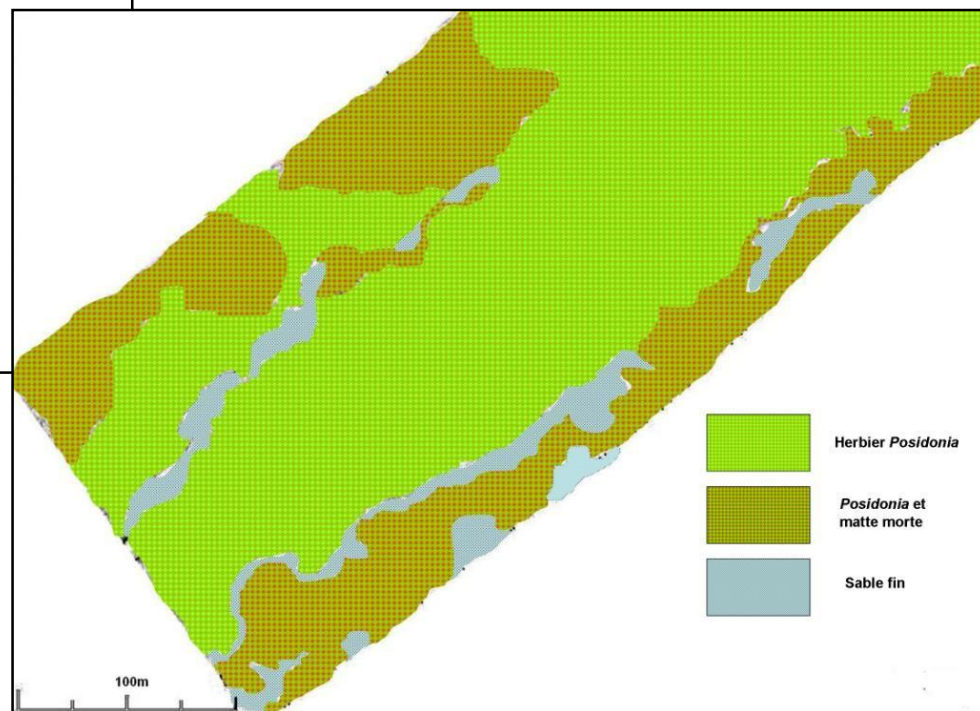 Herbier Posidonia
Posidonia et
matte morte
Sable fin
100m